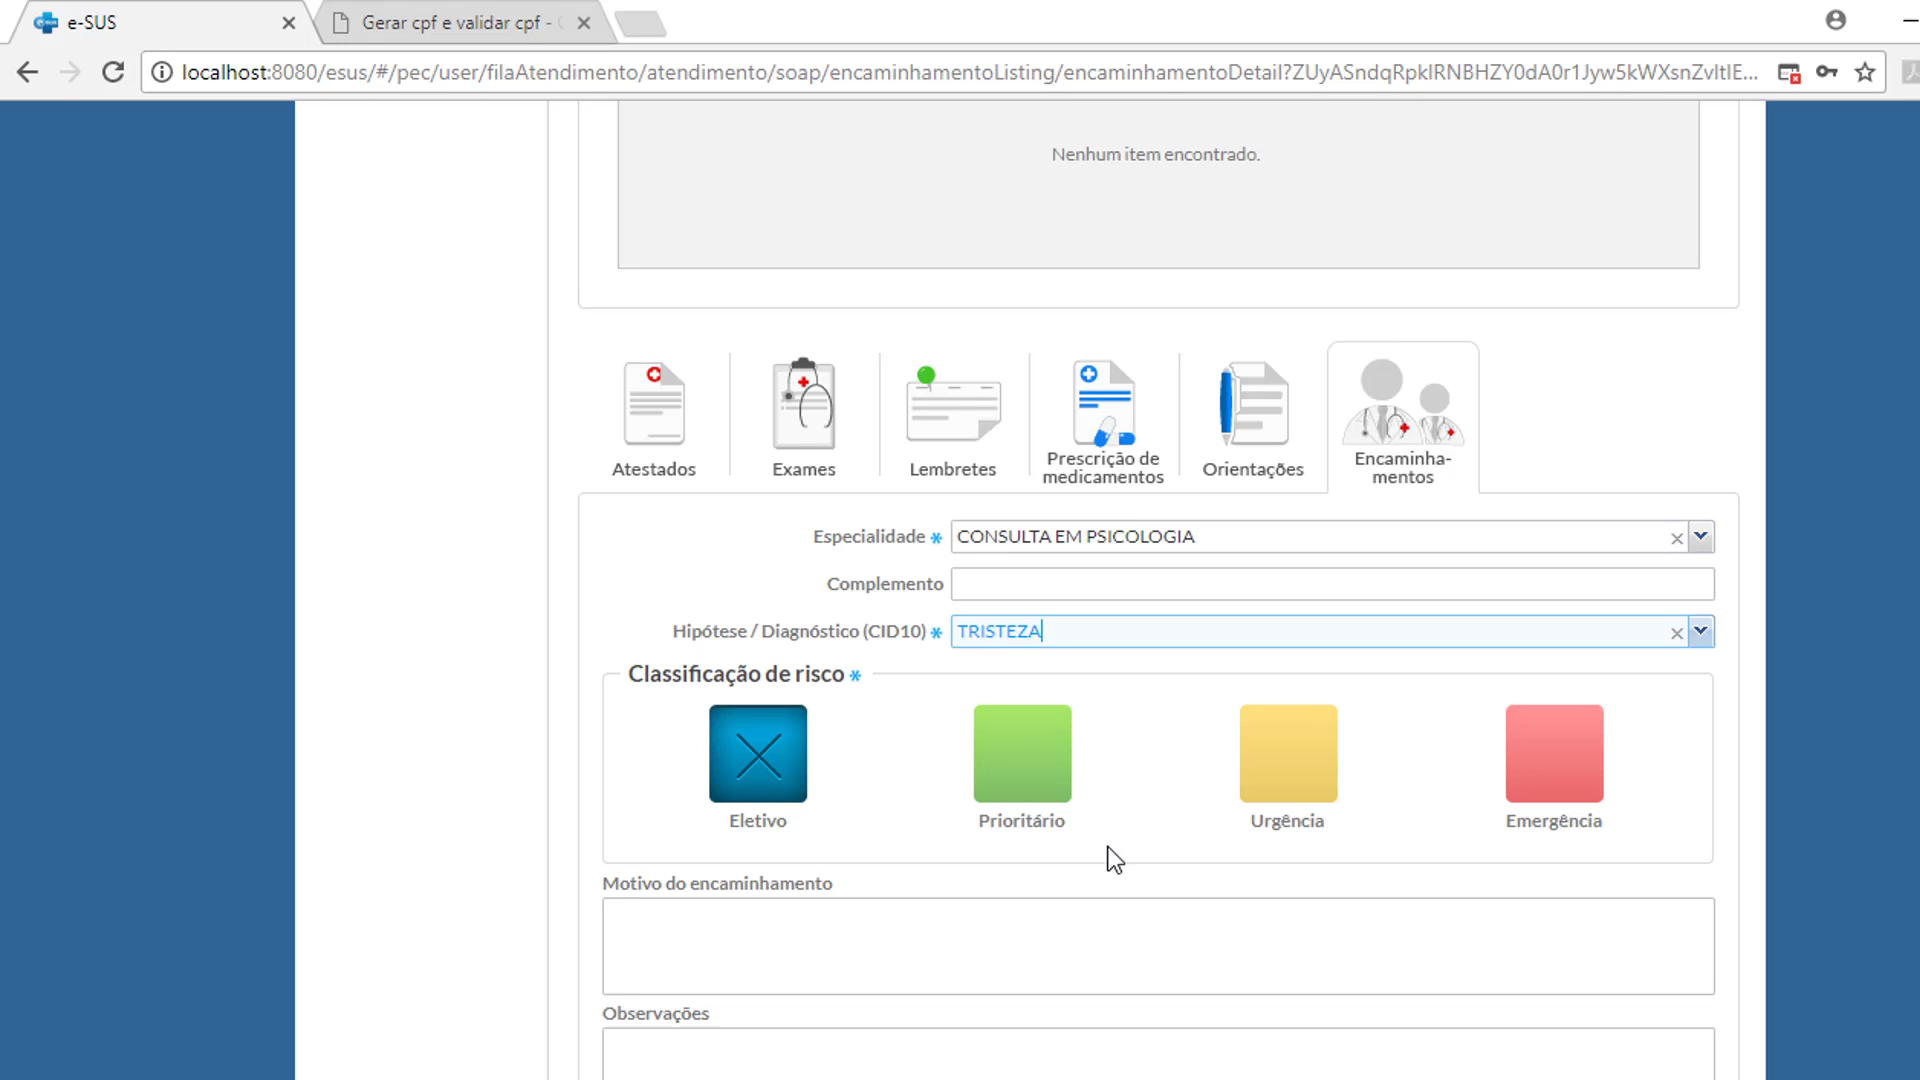 e-SUS
Gerar cpf e validar cpf -
localhost:8080/esus/#/pec/user/filaAtendimento/atendimento/soap/encaminhamentoListing/encaminhamentoDetail?ZUyASndqRpklRNBHZY0dA0r1Jyw5kWXsnZvltIE...
Nenhum item encontrado.
Atestados
Exames
Lembretes
Prescrição de
medicamentos
Orientações
Encaminha-
mentos
Especialidade * CONSULTA EM PSICOLOGIA
Complemento
Hipótese / Diagnóstico (CID10) * TRISTEZA
Classificação de risco *
Eletivo
Prioritário
Urgência
Emergência
Motivo do encaminhamento
Observações